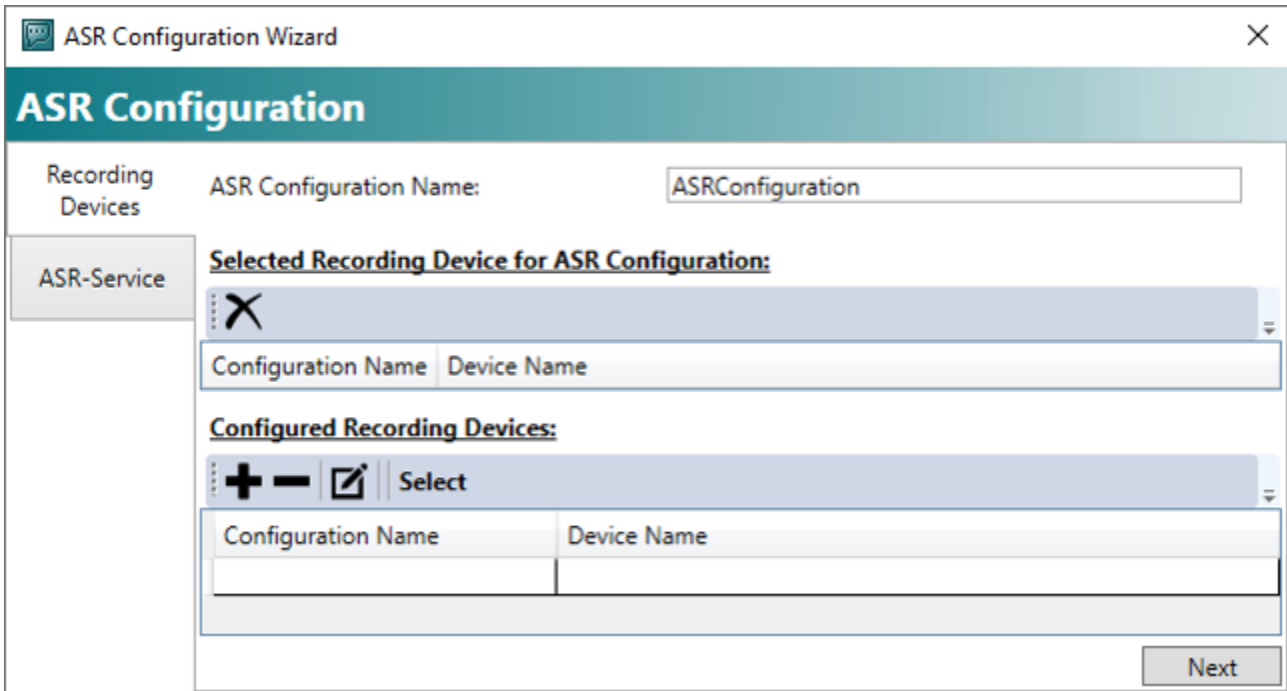 ASR Configuration Wizard
ASR Configuration
Recording
Devices
ASR-Service
ASR Configuration Name:
ASRConfiguration
Selected Recording Device for ASR Configuration:
Configuration Name
Device Name
Configured Recording Devices:
Select
Configuration Name
Device Name
Next